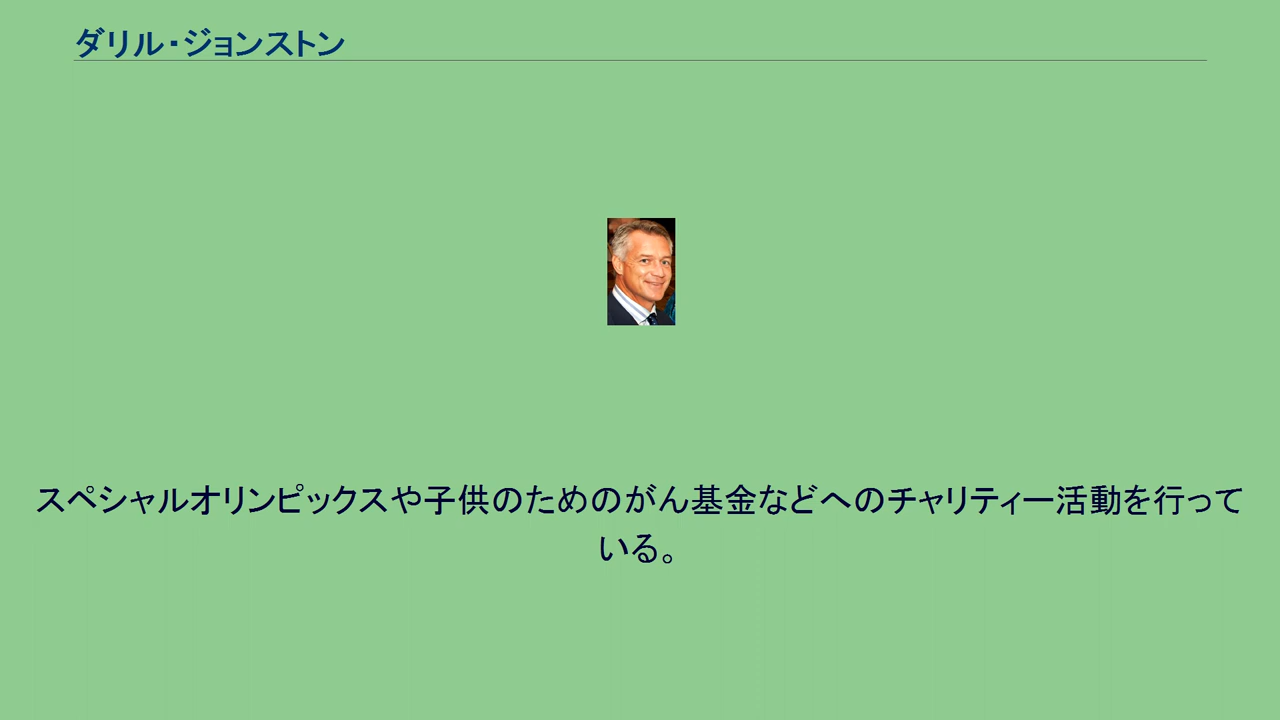 ダリル・ジョンストン
スペシャルオリンピックスや子供のためのがん基金などへのチャリティー活動を行って
いる。